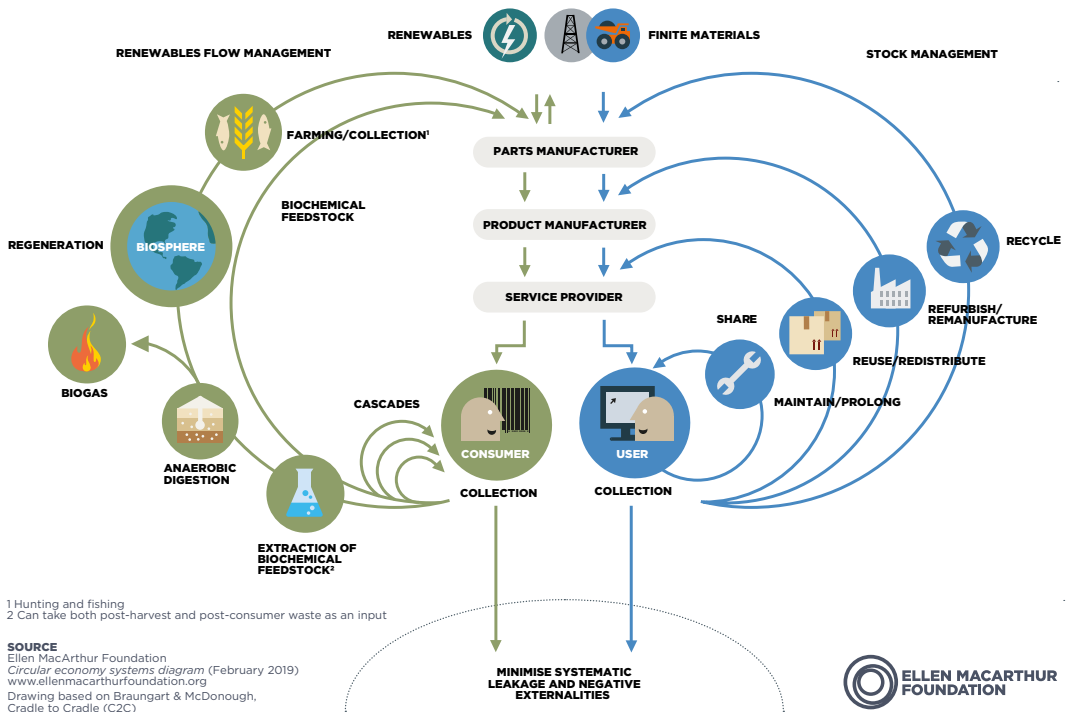 RENEWABLES
FINITE MATERIALS
RENEWABLES FLOW MANAGEMENT
STOCK MANAGEMENT
FARMING/COLLECTION¹
PARTS MANUFACTURER
BIOCHEMICAL
FEEDSTOCK
PRODUCT MANUFACTURER
REGENERATION
BIOSPHERE
RECYCLE
SERVICE PROVIDER
SHARE
REFURBISH/
REMANUFACTURE
REUSE/REDISTRIBUTE
BIOGAS
MAINTAIN/PROLONG
CASCADES
CONSUMER
USER
ANAEROBIC
DIGESTION
COLLECTION
COLLECTION
EXTRACTION OF
BIOCHEMICAL
FEEDSTOCK²
1 Hunting and fishing
2 Can take both post-harvest and post-consumer waste as an input
SOURCE
Ellen MacArthur Foundation
Circular economy systems diagram (February 2019)
www.ellenmacarthurfoundation.org
Drawing based on Braungart & McDonough,
Cradle to Cradle (C2C)
MINIMISE SYSTEMATIC
LEAKAGE AND NEGATIVE
EXTERNALITIES
ELLEN MACARTHUR
FOUNDATION